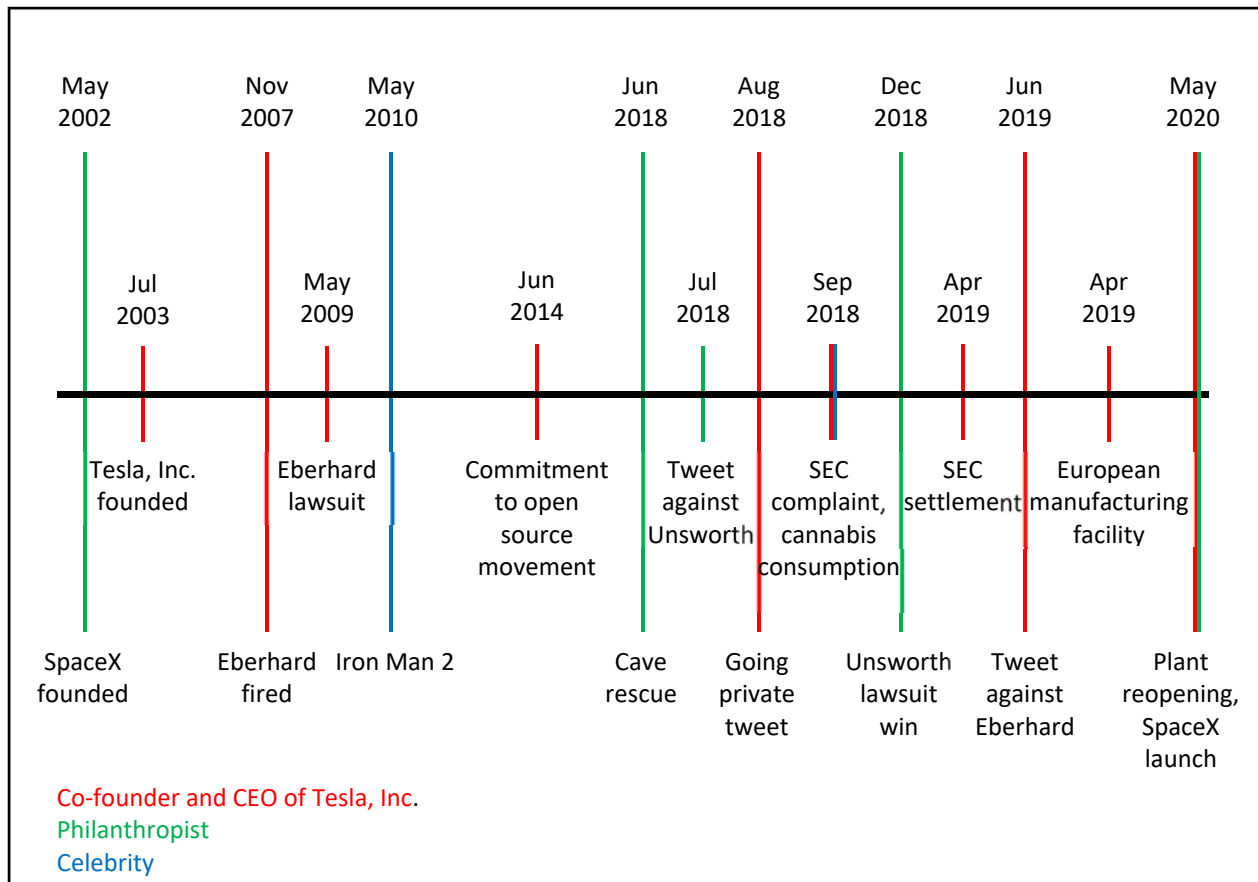 May
2002
Nov
2007
May
2010
Jun
2018
Aug
2018
Dec
2018
Jun
2019
May
2020
Jul
2003
May
2009
Jun
2014
Jul
2018
Sep
2018
Apr
2019
Apr
2019
Tesla, Inc.
founded
Eberhard
lawsuit
Commitment
to open
source
movement
Tweet
against
Unsworth
SEC
complaint,
cannabis
consumption
SEC
settlement
European
manufacturing
facility
SpaceX
founded
Eberhard
fired
Iron Man 2
Cave
rescue
Going
private
tweet
Unsworth
lawsuit
win
Tweet
against
Eberhard
Plant
reopening,
SpaceX
launch
Co-founder and CEO of Tesla, Inc.
Philanthropist
Celebrity